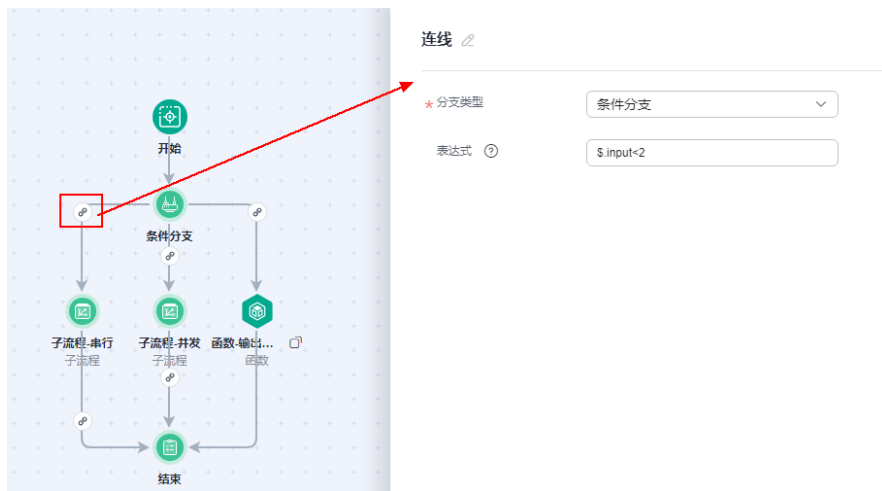 开始
条件分支
子流程-串行
子流程
子流程-并发
子流程
函数-输出...
函数
结束
连线
* 分支类型
条件分支
表达式 ?
$.input<2